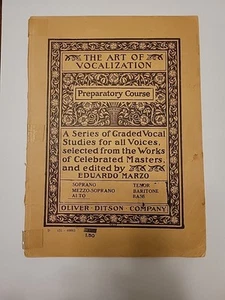 THE ART OF
VOCALIZATION
Preparatory Course
A Series of Graded Vocal
Studies for all Voices,
selected from the Works
of Celebrated Masters,
and edited by
EDUARDO MARZO
SOPRANO
MEZZO-SOPRANO
ALTO
TENOR
BARITONE
BASS
OLIVER · DITSON · COMPANY